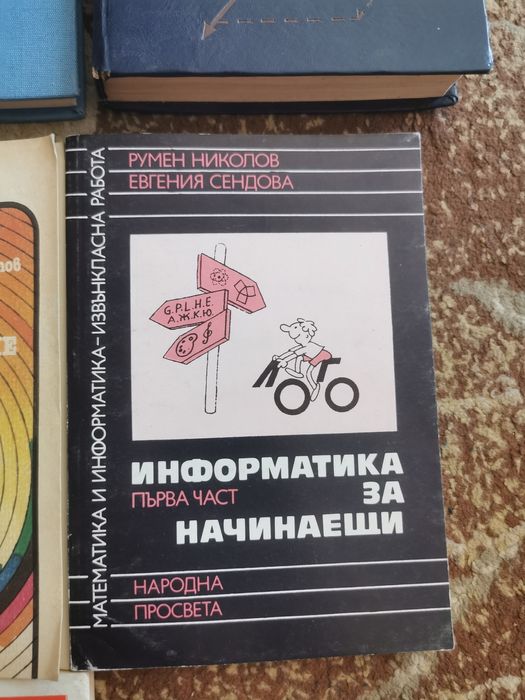 РУМЕН НИКОЛОВ
ЕВГЕНИЯ СЕНДОВА
МАТЕМАТИКА И ИНФОРМАТИКА-ИЗВЪНКЛАСНА РАБОТА
G.P.L.H.E.
А.Ж.К.Ю.
ИНФОРМАТИКА
ПЪРВА ЧАСТ
ЗА
НАЧИНАЕЩИ
НАРОДНА
ПРОСВЕТА